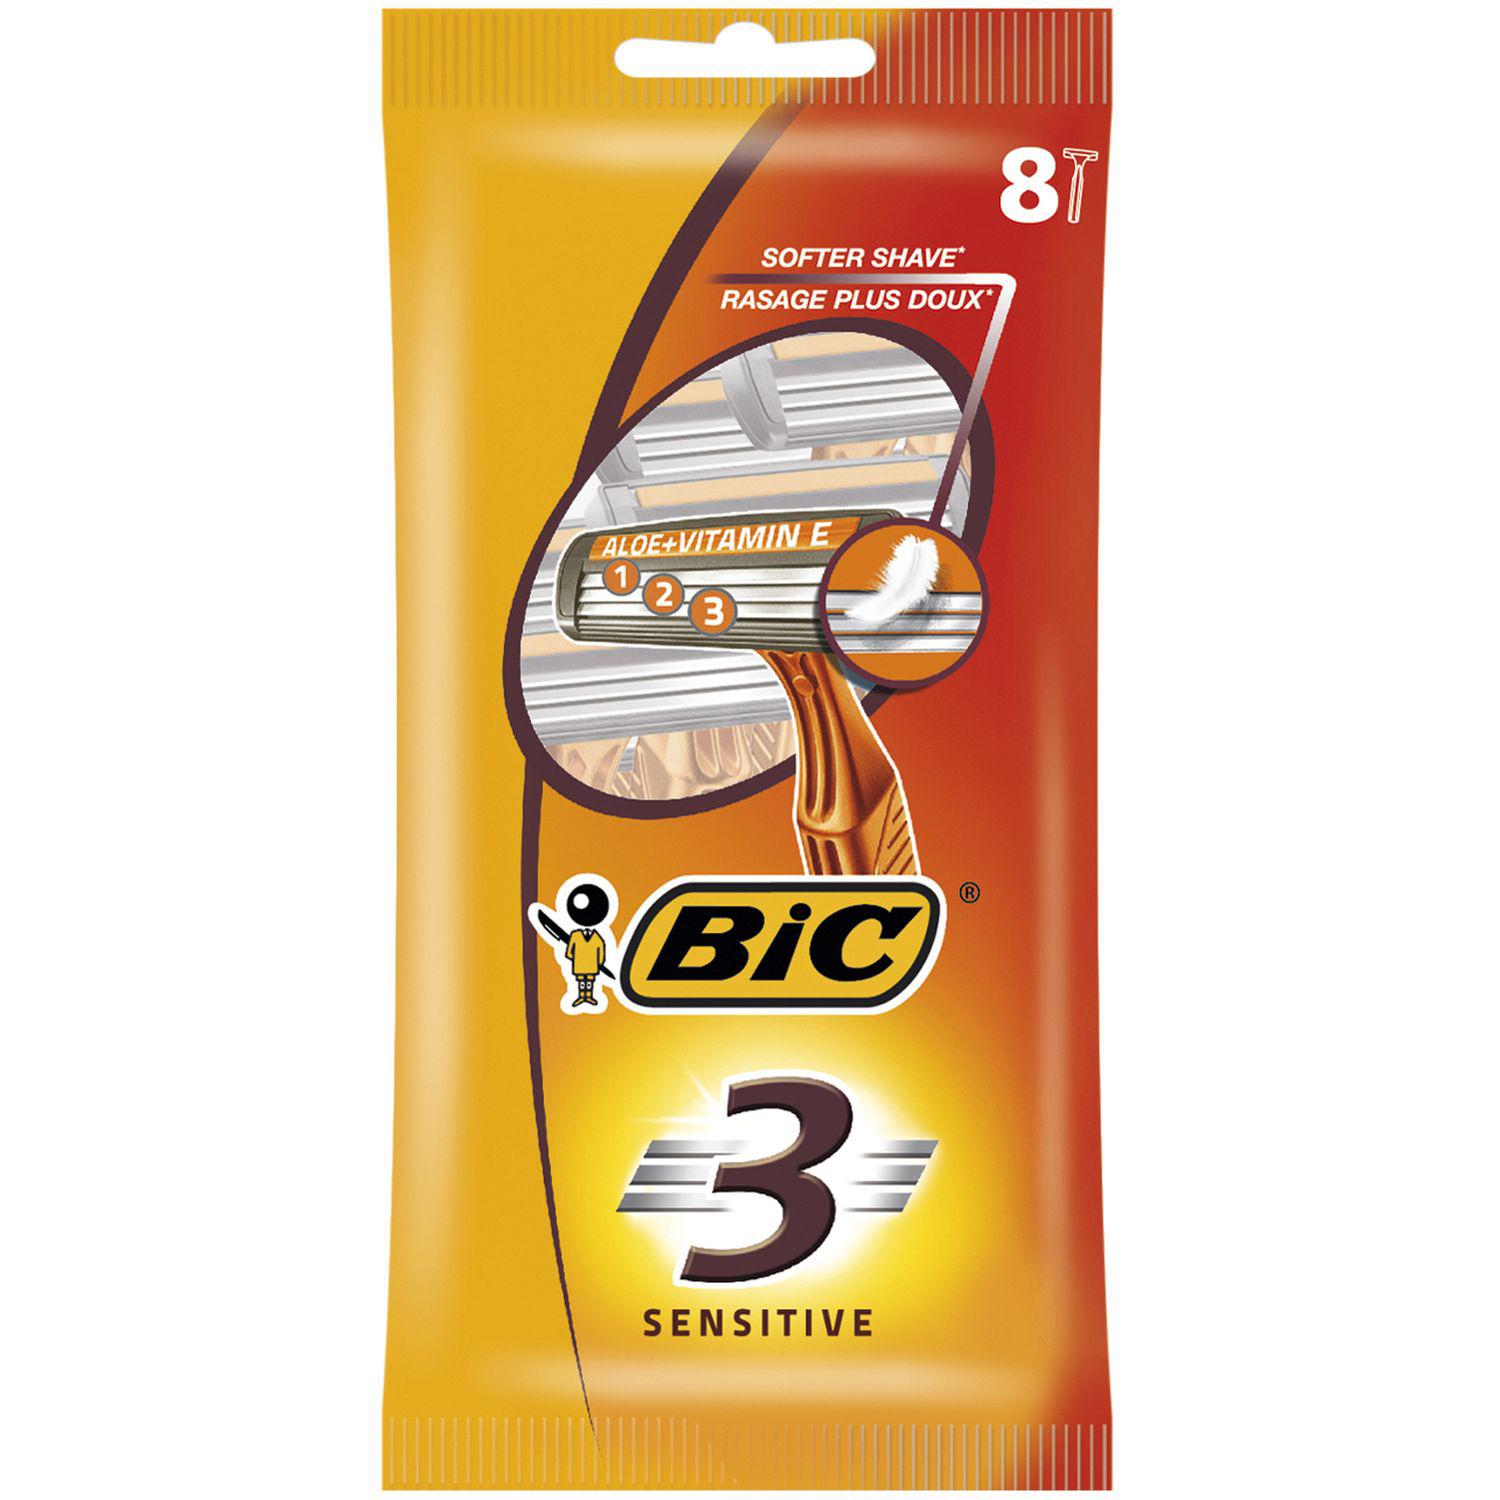 8
SOFTER SHAVE*
RASAGE PLUS DOUX*
ALOE+VITAMIN E
1
2
3
BiC®
3
SENSITIVE